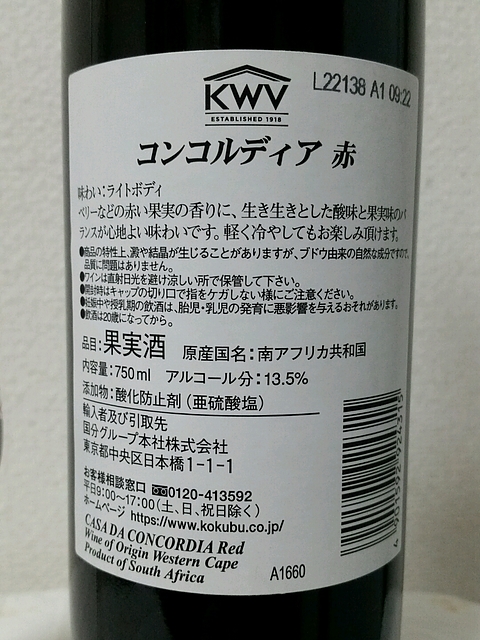 L22138 A1 09:22
KWV
ESTABLISHED 1918
コンコルディア 赤
味わい：ライトボディ
ベリーなどの赤い果実の香りに、生き生きとした酸味と果実味のバ
ランスが心地よい味わいです。軽く冷やしてもお楽しみ頂けます。
●商品の特性上、澱や結晶が生じることがありますが、ブドウ由来の自然な成分ですので、
品質に問題はありません。
●ワインは直射日光を避け涼しい所で保管して下さい。
●開封時はキャップの切り口で指をケガしない様にご注意ください。
●妊娠中や授乳期の飲酒は、胎児・乳児の発育に悪影響を与えるおそれがあります。
●飲酒は20歳になってから。
品目：果実酒 原産国名：南アフリカ共和国
内容量：750ml アルコール分：13.5%
添加物：酸化防止剤（亜硫酸塩）
輸入者及び引取先
国分グループ本社株式会社
東京都中央区日本橋1-1-1
お客様相談窓口 0120-413592
平日9:00～17:00（土、日、祝日除く）
ホームページ https://www.kokubu.co.jp/
CASA DA CONCORDIA Red
Wine of Origin Western Cape
Product of South Africa
A1660